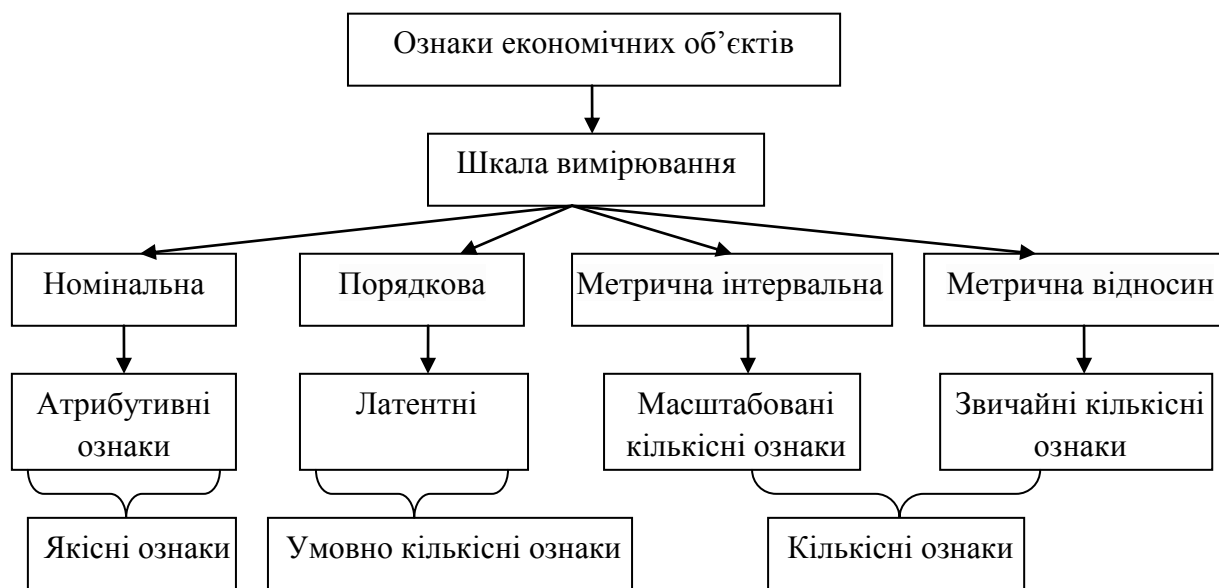 Ознаки економічних об’єктів
Шкала вимірювання
Номінальна
Порядкова
Метрична інтервальна
Метрична відносин
Атрибутивні
ознаки
Латентні
Масштабовані
кількісні ознаки
Звичайні кількісні
ознаки
Якісні ознаки
Умовно кількісні ознаки
Кількісні ознаки